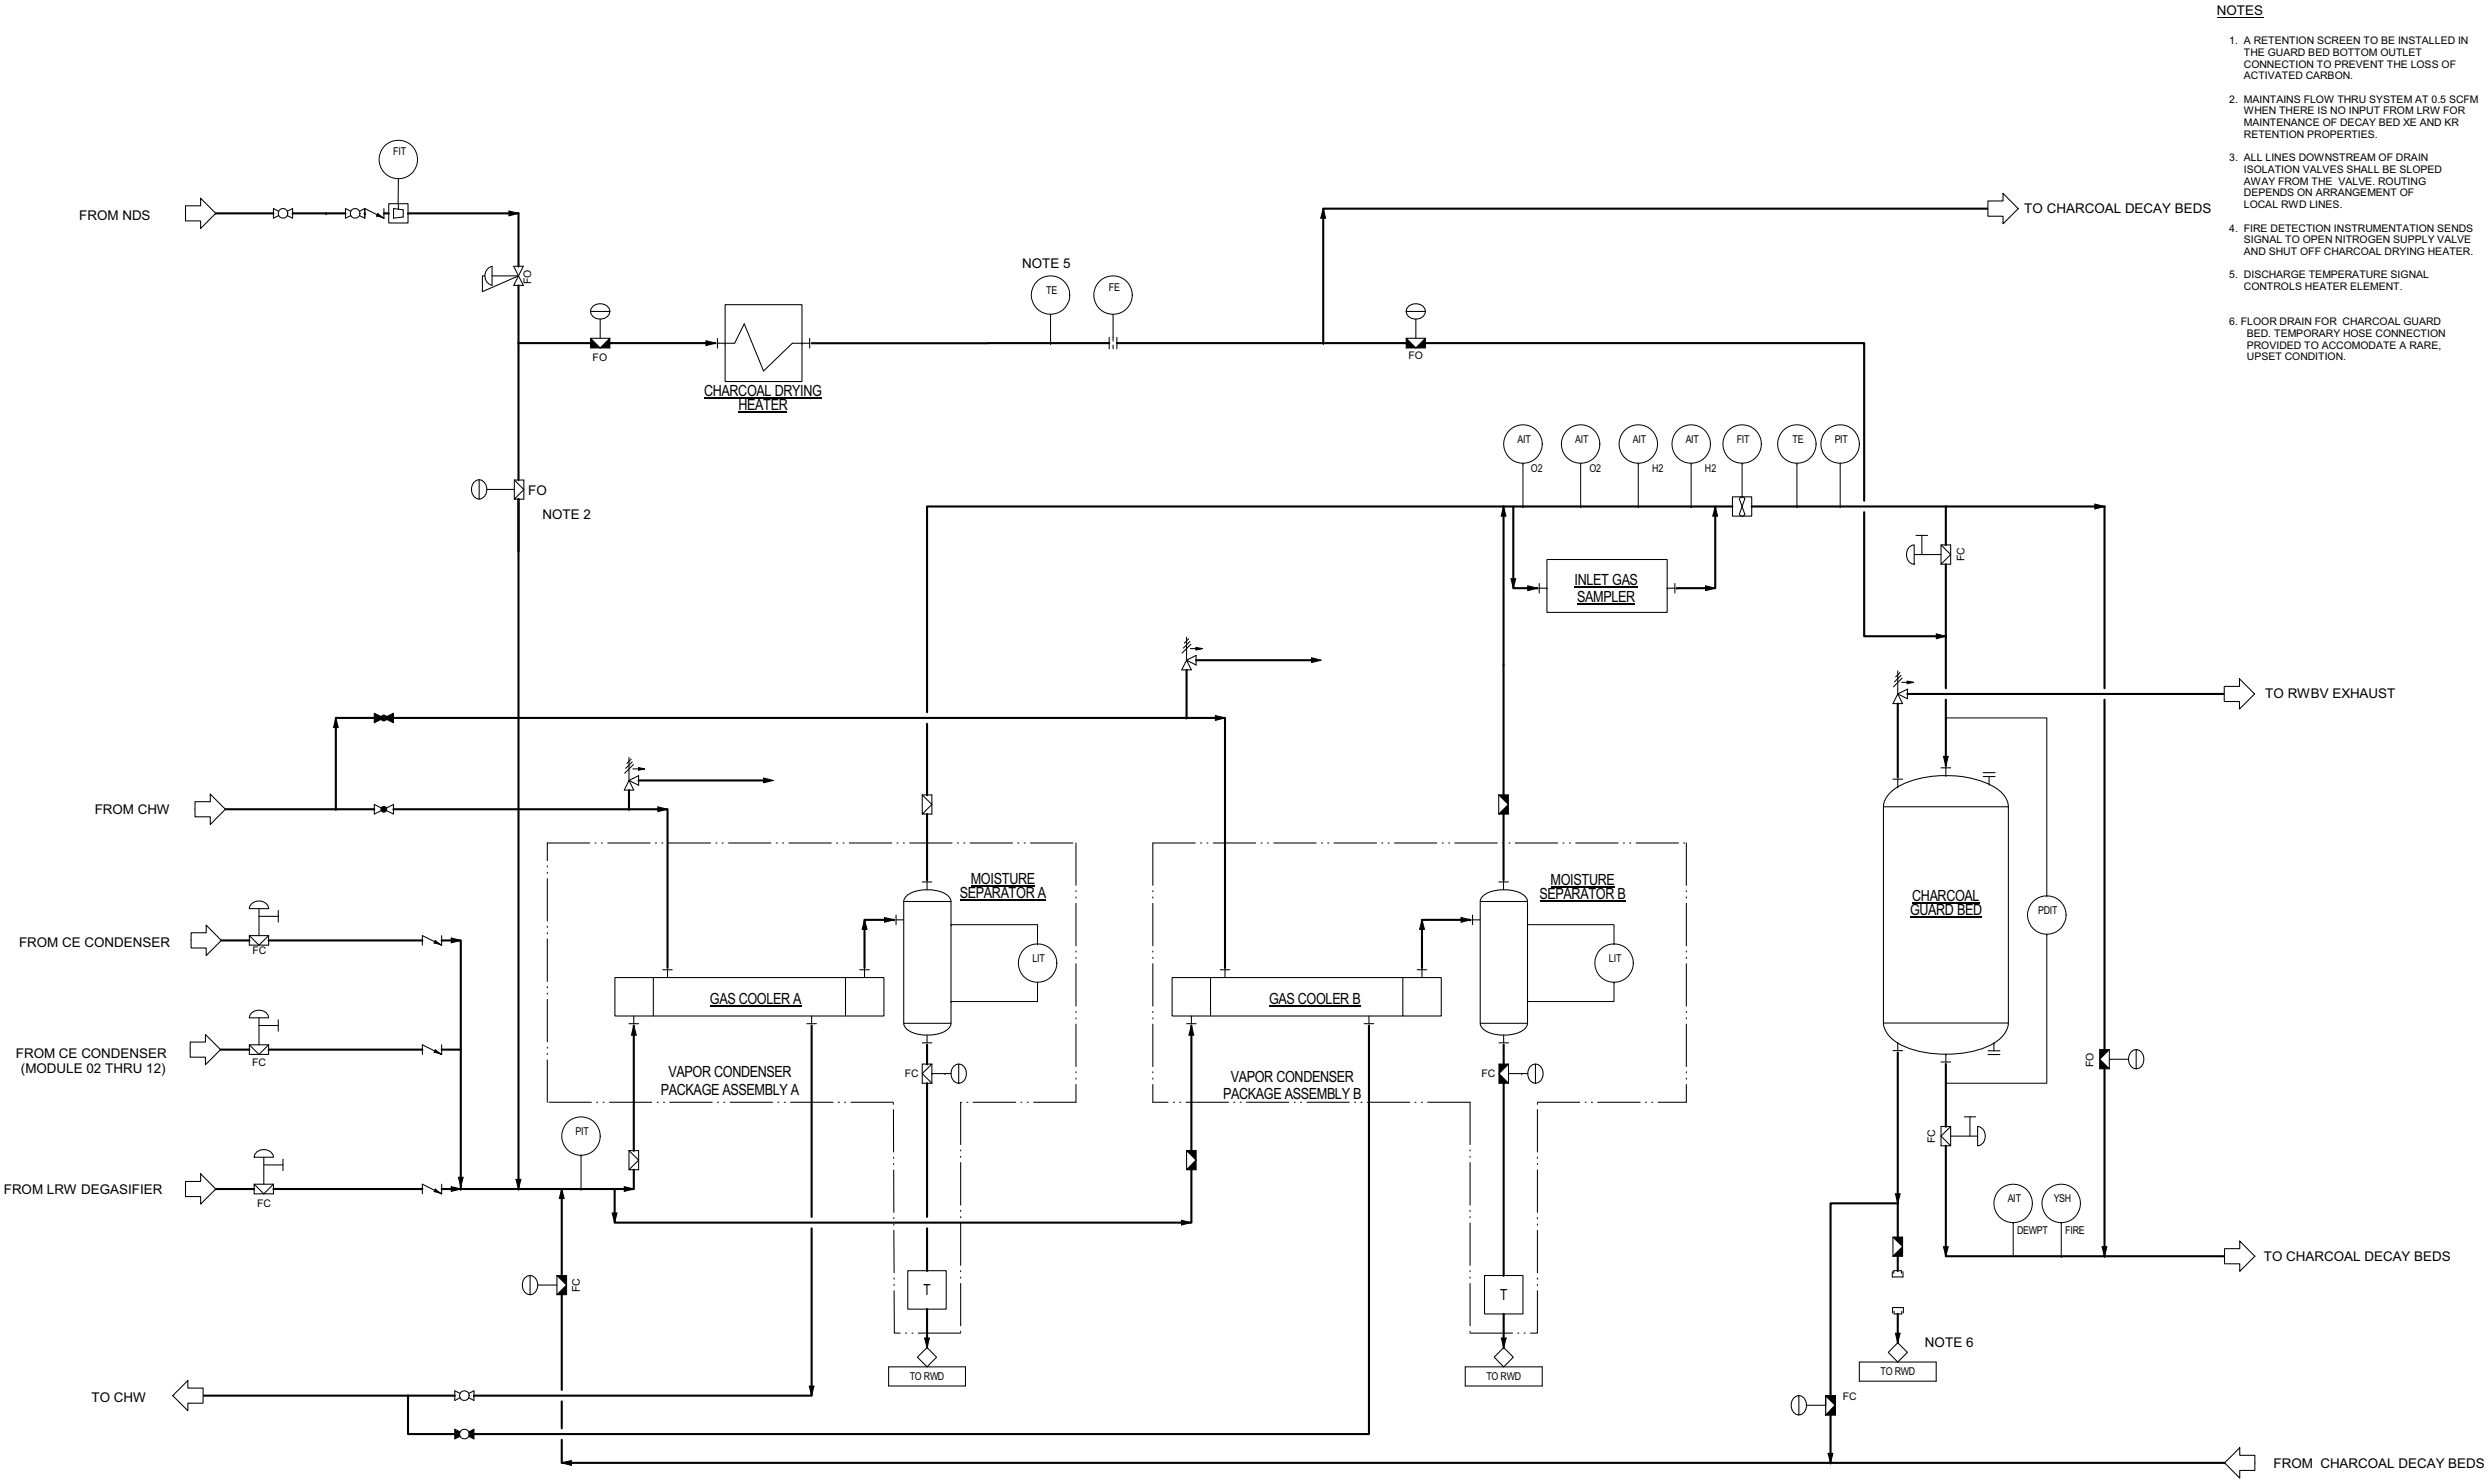 NOTES
1. A RETENTION SCREEN TO BE INSTALLED IN
THE GUARD BED BOTTOM OUTLET
CONNECTION TO PREVENT THE LOSS OF
ACTIVATED CARBON.
2. MAINTAINS FLOW THRU SYSTEM AT 0.5 SCFM
WHEN THERE IS NO INPUT FROM LRW FOR
MAINTENANCE OF DECAY BED XE AND KR
RETENTION PROPERTIES.
3. ALL LINES DOWNSTREAM OF DRAIN
ISOLATION VALVES SHALL BE SLOPED
AWAY FROM THE VALVE. ROUTING
DEPENDS ON ARRANGEMENT OF
LOCAL RWD LINES.
4. FIRE DETECTION INSTRUMENTATION SENDS
SIGNAL TO OPEN NITROGEN SUPPLY VALVE
AND SHUT OFF CHARCOAL DRYING HEATER.
5. DISCHARGE TEMPERATURE SIGNAL
CONTROLS HEATER ELEMENT.
6. FLOOR DRAIN FOR CHARCOAL GUARD
BED. TEMPORARY HOSE CONNECTION
PROVIDED TO ACCOMODATE A RARE,
UPSET CONDITION.
FIT
FROM NDS
TO CHARCOAL DECAY BEDS
FO
NOTE 5
TE
FE
FO
FO
CHARCOAL DRYING
HEATER
AIT
O2
AIT
O2
AIT
H2
AIT
H2
FIT
TE
PIT
FO
NOTE 2
FC
INLET GAS
SAMPLER
TO RWBV EXHAUST
FROM CHW
MOISTURE
SEPARATOR A
MOISTURE
SEPARATOR B
CHARCOAL
GUARD BED
PDIT
FROM CE CONDENSER
FC
LIT
LIT
GAS COOLER A
GAS COOLER B
FROM CE CONDENSER
(MODULE 02 THRU 12)
FC
FC
FC
FO
VAPOR CONDENSER
PACKAGE ASSEMBLY A
VAPOR CONDENSER
PACKAGE ASSEMBLY B
PIT
FC
FROM LRW DEGASIFIER
FC
AIT
DEWPT
YSH
FIRE
TO CHARCOAL DECAY BEDS
FC
T
T
NOTE 6
TO RWD
TO RWD
TO RWD
TO CHW
FC
FROM CHARCOAL DECAY BEDS